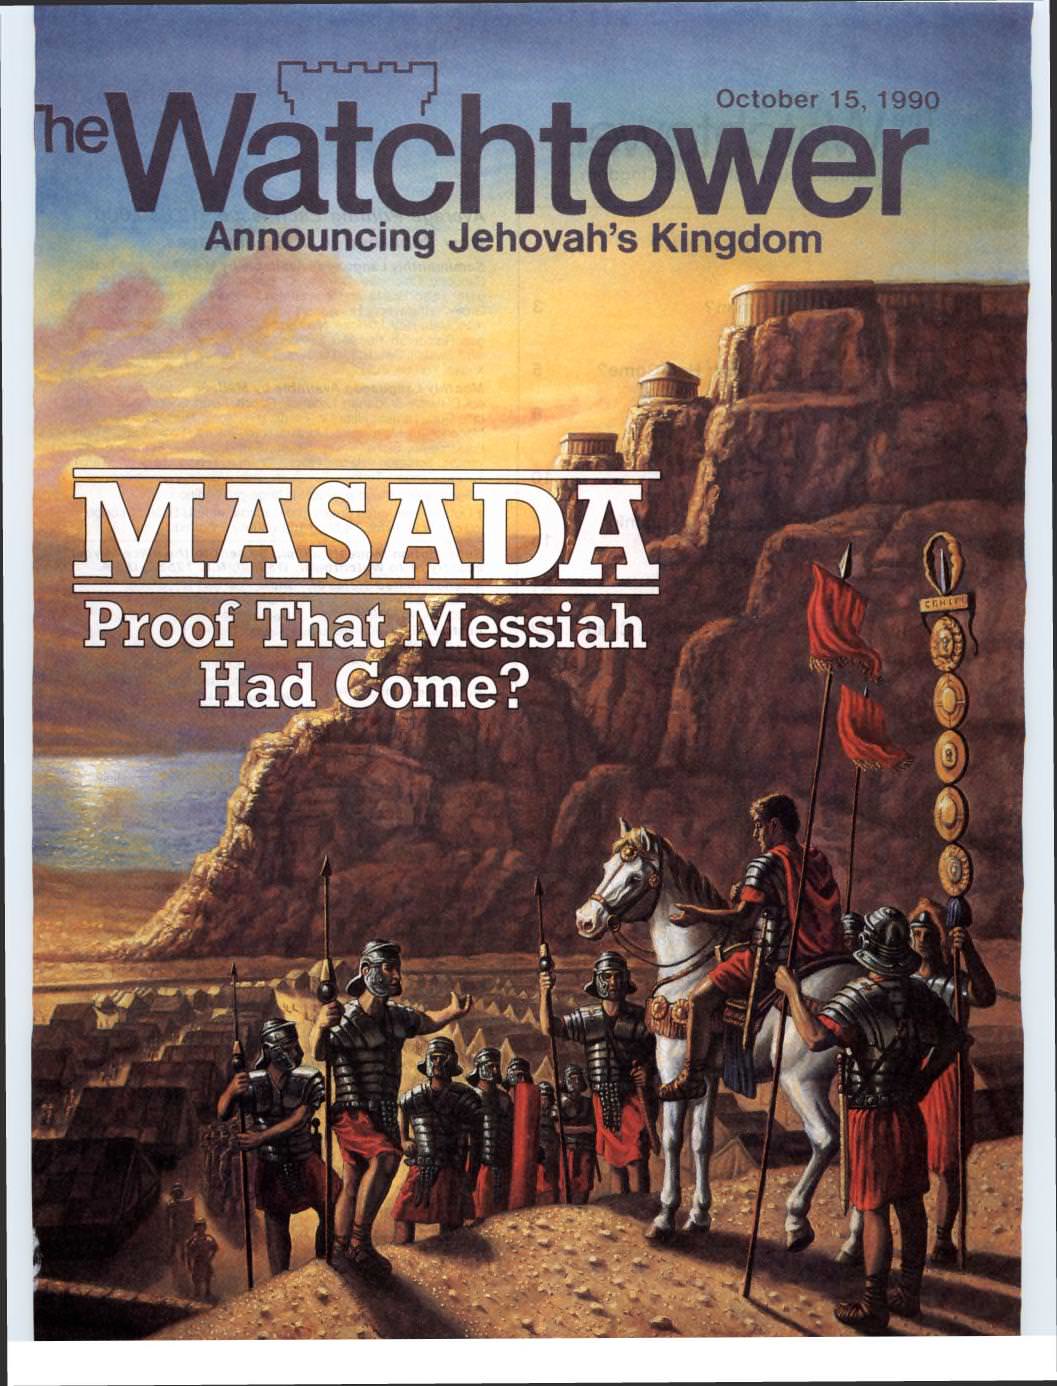 The Watchtower
October 15, 1990
Announcing Jehovah's Kingdom
MASADA
Proof That Messiah
Had Come?